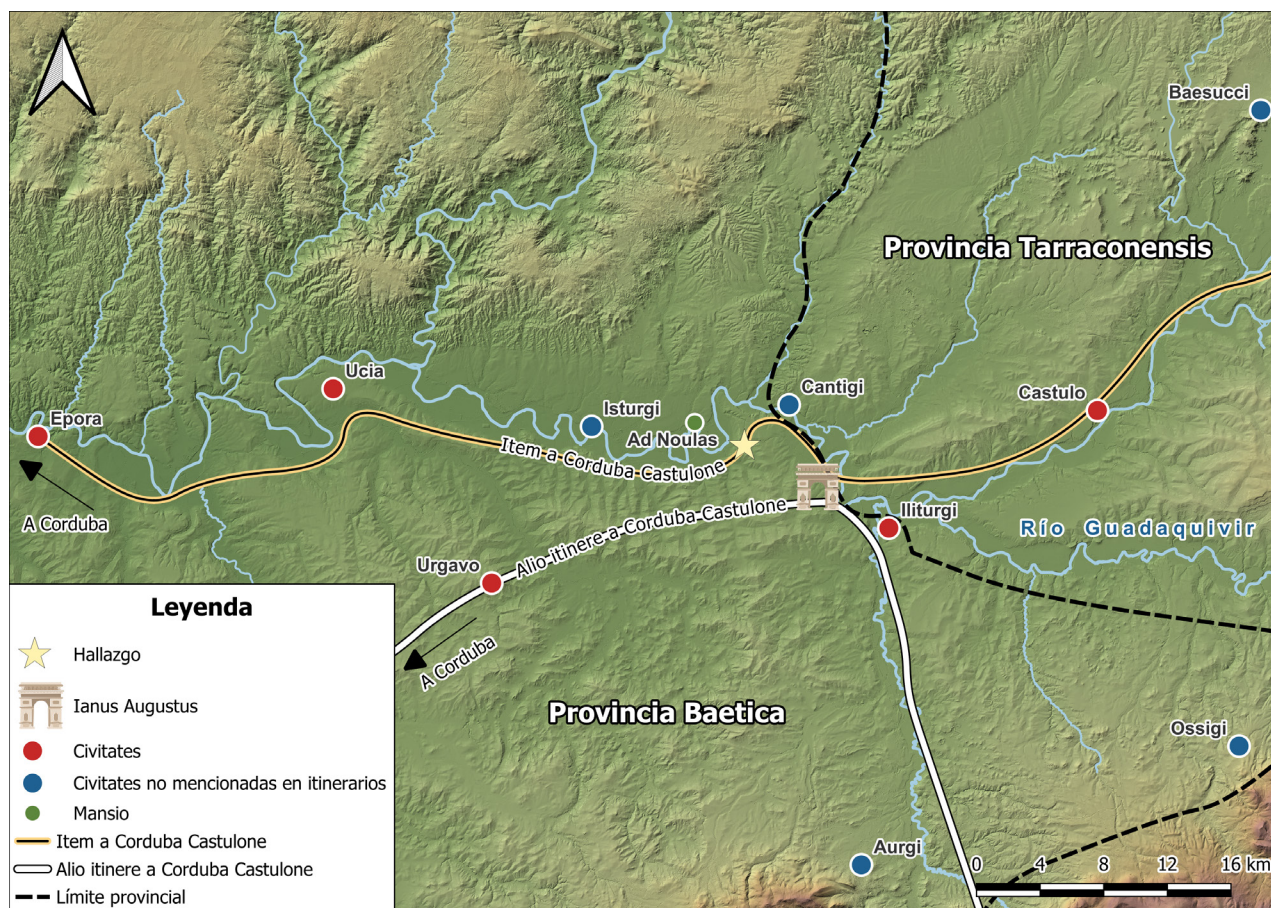 Baesucci
Provincia Tarraconensis
Ucia
Cantigi
Castulo
Isturgi
Epora
Ad Noulas
Item a Corduba Castulone
A Corduba
Alio itinere a Corduba Castulone
Iliturgi
Río Guadaquivir
Urgavo
A Corduba
Provincia Baetica
Ossigi
Aurgi
0 4 8 12 16 km
Leyenda
Hallazgo
Ianus Augustus
Civitates
Civitates no mencionadas en itinerarios
Mansio
Item a Corduba Castulone
Alio itinere a Corduba Castulone
Límite provincial